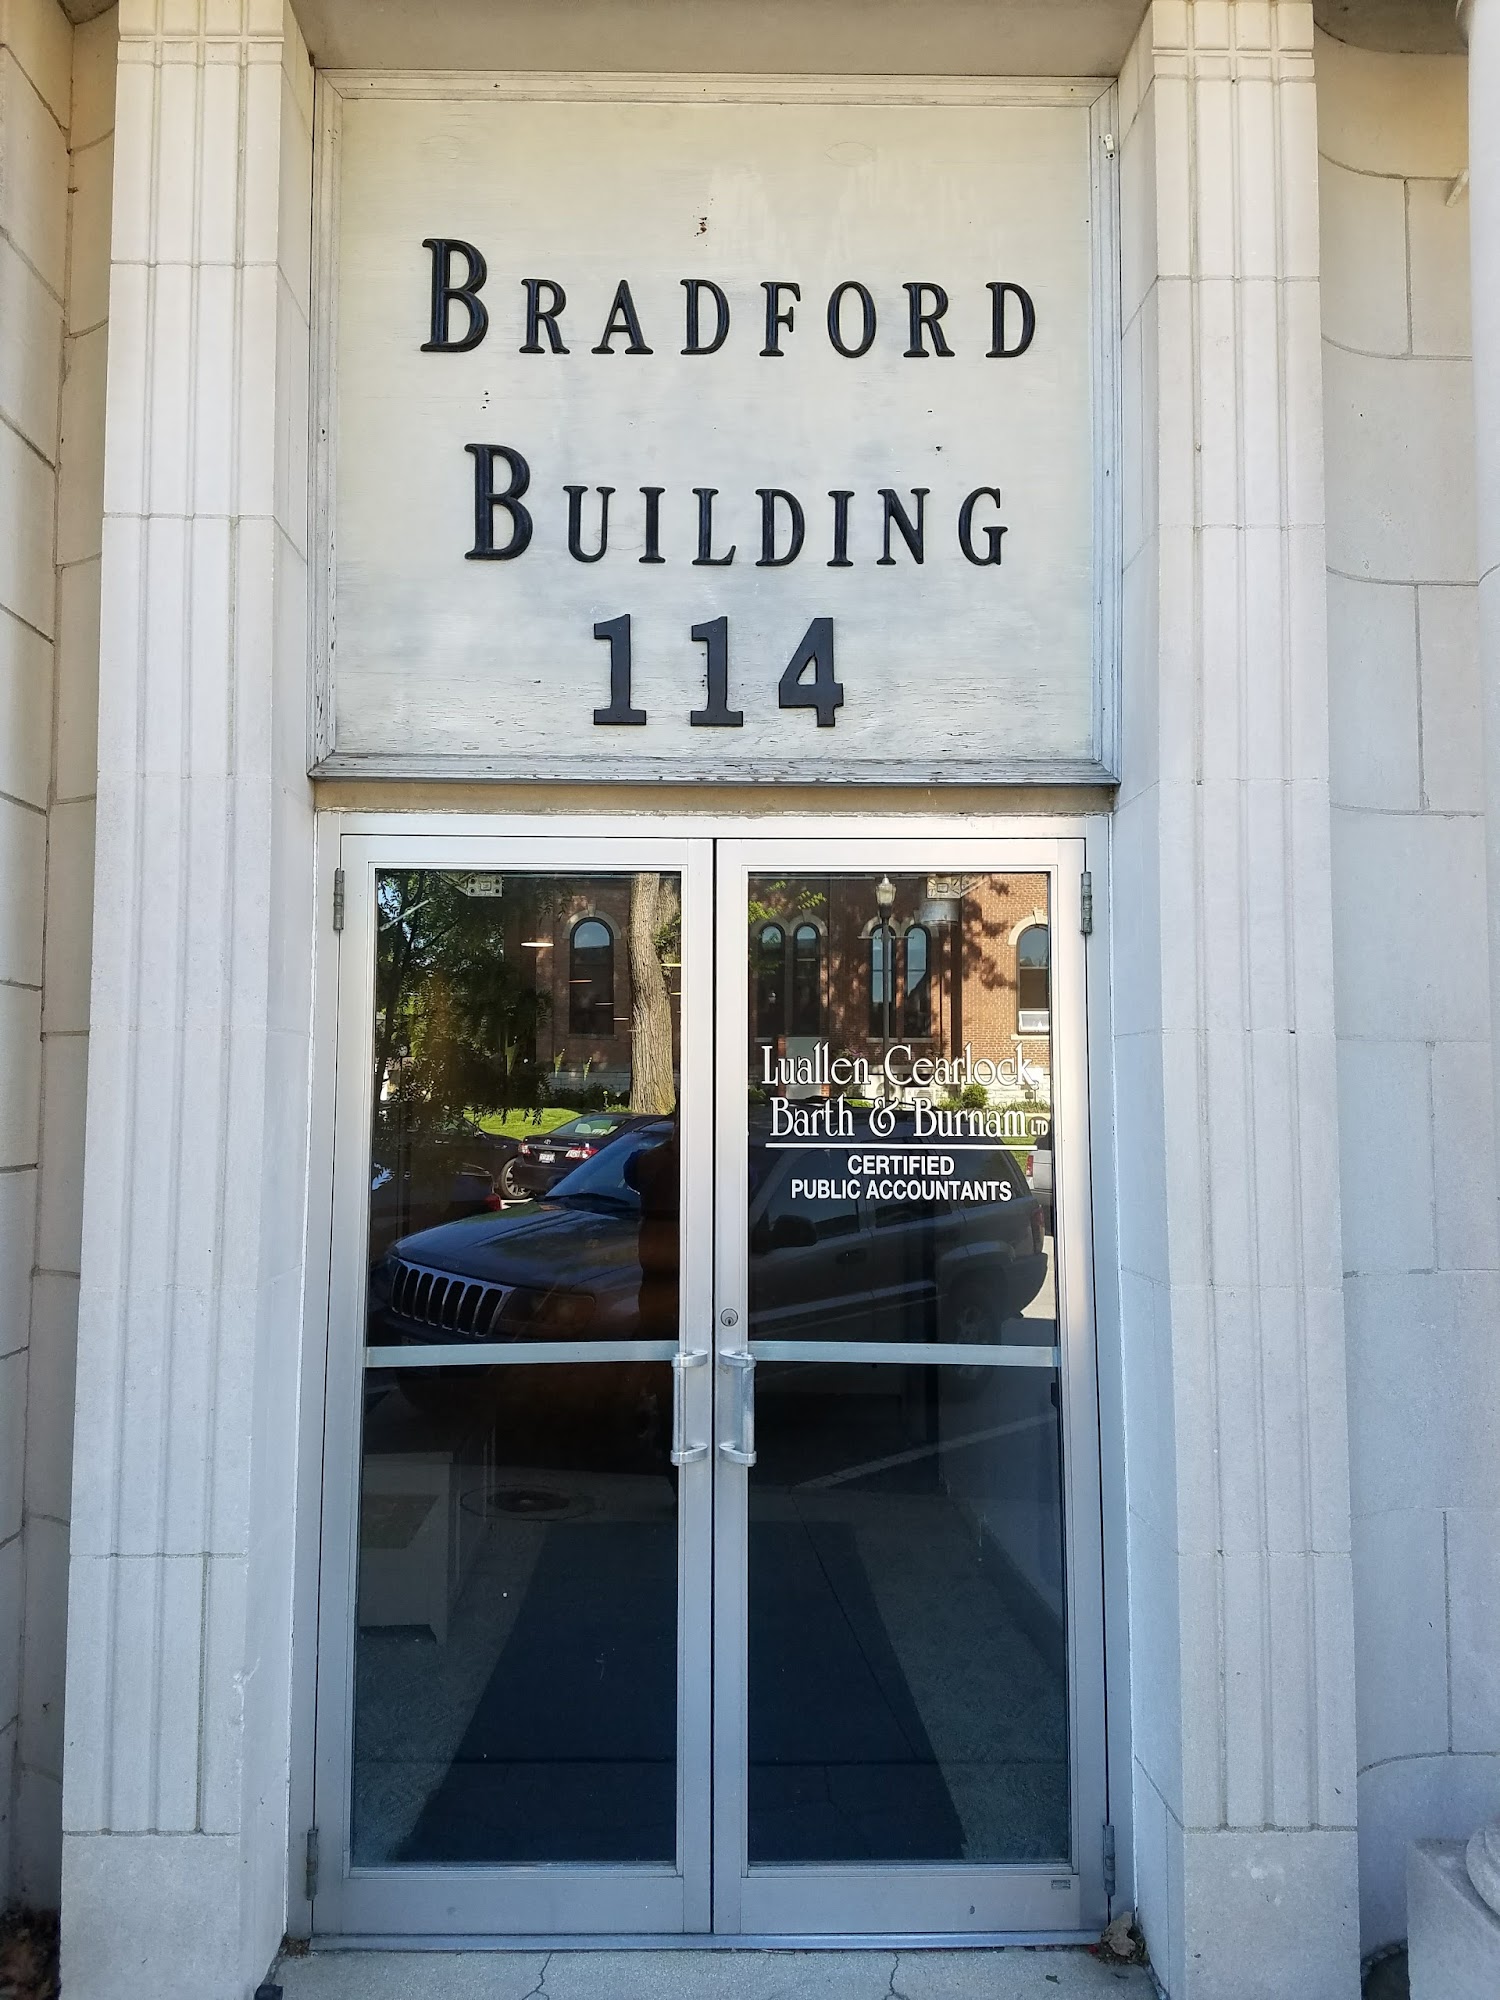 BRADFORD
BUILDING
114
Luallen Cearlock,
Barth & Burnam LTD
CERTIFIED
PUBLIC ACCOUNTANTS